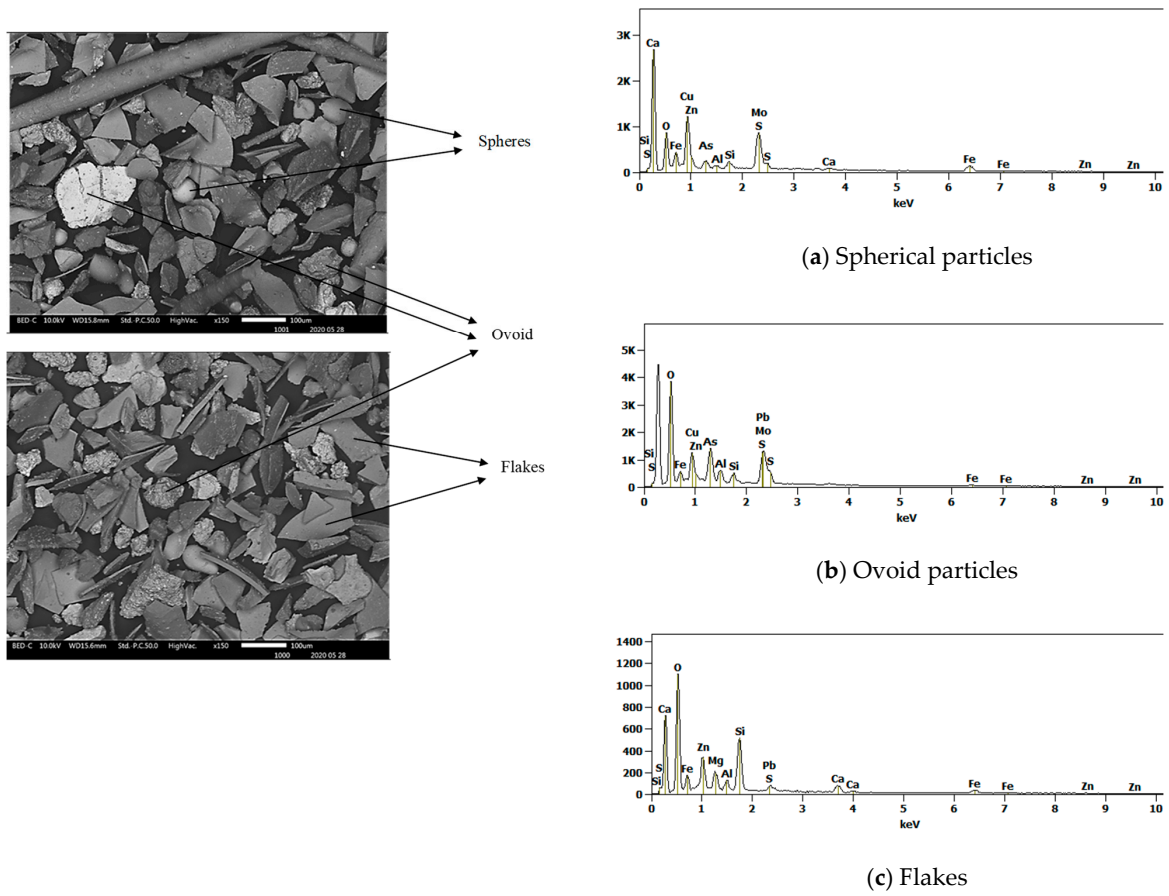 BED-C 10.0kV WD15.8mm Std.-P.C.50.0 HighVac. x150 100um
1001 2020 05 28
BED-C 10.0kV WD15.6mm Std.-P.C.50.0 HighVac. x150 100um
1000 2020 05 28
Spheres
Ovoid
Flakes
3K
2K
1K
0
Ca
Cu
Zn
Mo
S
O
Si
S
Fe
As
Al
Si
S
Ca
Fe
Fe
Zn
Zn
0 1 2 3 4 5 6 7 8 9 10
keV
(a) Spherical particles
5K
4K
3K
2K
1K
0
O
Pb
Mo
S
Cu
Zn
As
Si
S
Fe
Al
Si
S
Fe
Fe
Zn
Zn
0 1 2 3 4 5 6 7 8 9 10
keV
(b) Ovoid particles
1400
1200
1000
800
600
400
200
0
O
Ca
Si
Zn
S
Si
Fe
Mg
Al
Pb
S
Ca
Ca
Fe
Fe
Zn
Zn
0 1 2 3 4 5 6 7 8 9 10
keV
(c) Flakes